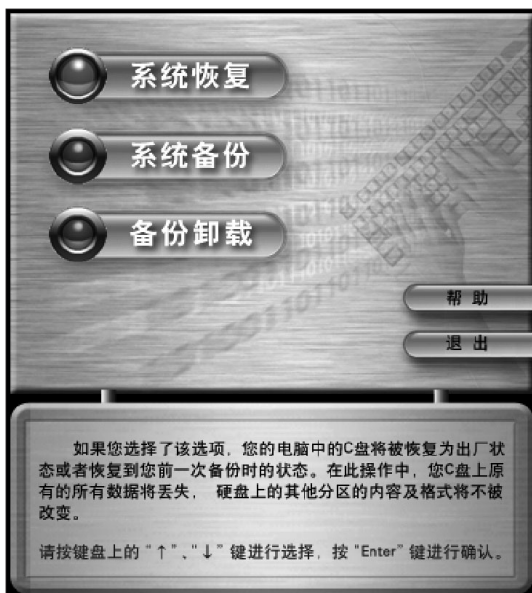 系统恢复
系统备份
备份卸载
帮 助
退 出
如果您选择了该选项，您的电脑中的C盘将被恢复为出厂状
态或者恢复到您前一次备份时的状态。在此操作中，您C盘上原
有的所有数据将丢失， 硬盘上的其他分区的内容及格式将不被
改变。
请按键盘上的“↑”、“↓”键进行选择，按“Enter”键进行确认。